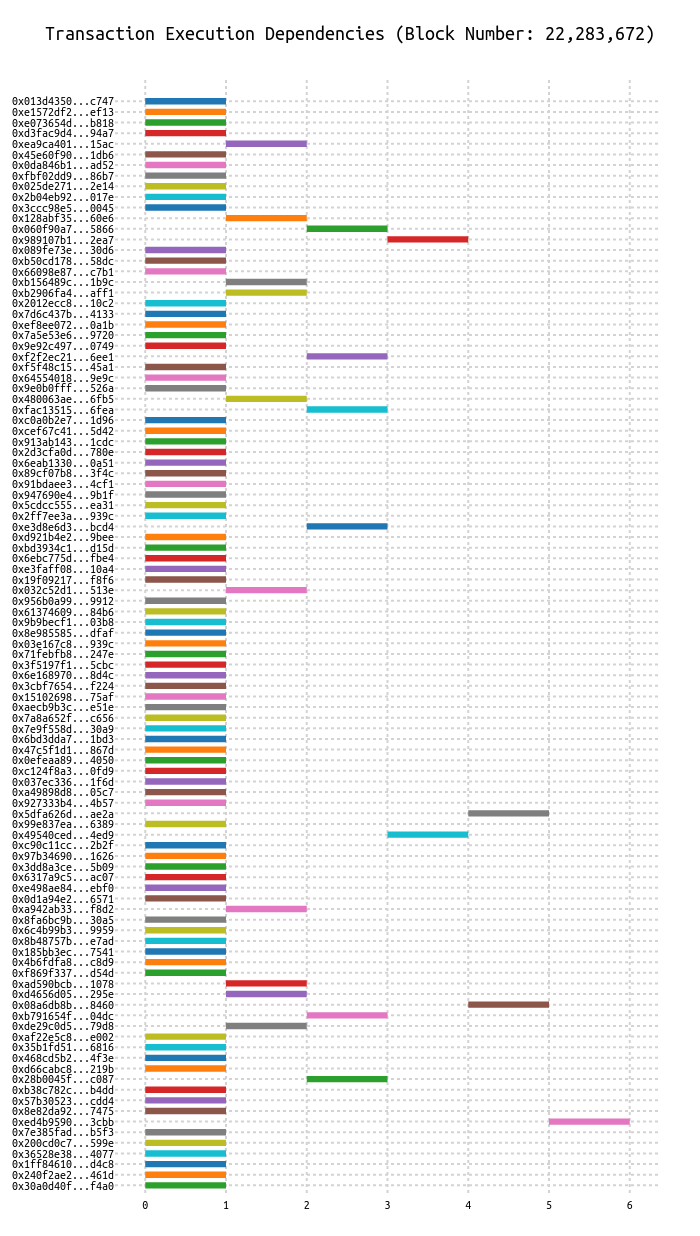 Transaction Execution Dependencies (Block Number: 22,283,672)
0x013d4350...c747
0xe1572df2...ef13
0xe073654d...b818
0xd3fac9d4...94a7
0xea9ca401...15ac
0x45e60f90...1db6
0x0da846b1...ad52
0xfbf02dd9...86b7
0x025de271...2e14
0x2b04eb92...017e
0x3ccc98e5...0045
0x128abf35...60e6
0x060f90a7...5866
0x989107b1...2ea7
0x089fe73e...30d6
0xb50cd178...58dc
0x66098e87...c7b1
0xb156489c...1b9c
0xb2906fa4...aff1
0x2012ecc8...10c2
0x7d6c437b...4133
0xef8ee072...0a1b
0x7a5e53e6...9720
0x9e92c497...0749
0xf2f2ec21...6ee1
0xf5f48c15...45a1
0x64554018...9e9c
0x9e0b0fff...526a
0x480063ae...6fb5
0xfac13515...6fea
0xc0a0b2e7...1d96
0xcef67c41...5d42
0x913ab143...1cdc
0x2d3cfa0d...780e
0x6eab1330...0a51
0x89cf07b8...3f4c
0x91bdaee3...4cf1
0x947690e4...9b1f
0x5cdcc555...ea31
0x2ff7ee3a...939c
0xe3d8e6d3...bcd4
0xd921b4e2...9bee
0xbd3934c1...d15d
0x6ebc775d...fbe4
0xe3faff08...10a4
0x19f09217...f8f6
0x032c52d1...513e
0x956b0a99...9912
0x61374609...84b6
0x9b9becf1...03b8
0x8e985585...dfaf
0x03e167c8...939c
0x71febfb8...247e
0x3f5197f1...5cbc
0x6e168970...8d4c
0x3cbf7654...f224
0x15102698...75af
0xaecb9b3c...e51e
0x7a8a652f...c656
0x7e9f558d...30a9
0x6bd3dda7...1bd3
0x47c5f1d1...867d
0x0efeaa89...4050
0xc124f8a3...0fd9
0x037ec336...1f6d
0xa49898d8...05c7
0x927333b4...4b57
0x5dfa626d...ae2a
0x99e837ea...6389
0x49540ced...4ed9
0xc90c11cc...2b2f
0x97b34690...1626
0x3dd8a3ce...5b09
0x6317a9c5...ac07
0xe498ae84...ebf0
0x0d1a94e2...6571
0xa942ab33...f8d2
0x8fa6bc9b...30a5
0x6c4b99b3...9959
0x8b48757b...e7ad
0x185bb3ec...7541
0x4b6fdfa8...c8d9
0xf869f337...d54d
0xad590bcb...1078
0xd4656d05...295e
0x08a6db8b...8460
0xb791654f...04dc
0xde29c0d5...79d8
0xaf22e5c8...e002
0x35b1fd51...6816
0x468cd5b2...4f3e
0xd66cabc8...219b
0x28b0045f...c087
0xb38c782c...b4dd
0x57b30523...cdd4
0x8e82da92...7475
0xed4b9590...3cbb
0x7e385fad...b5f3
0x200cd0c7...599e
0x36528e38...4077
0x1ff84610...d4c8
0x240f2ae2...461d
0x30a0d40f...f4a0
0 1 2 3 4 5 6